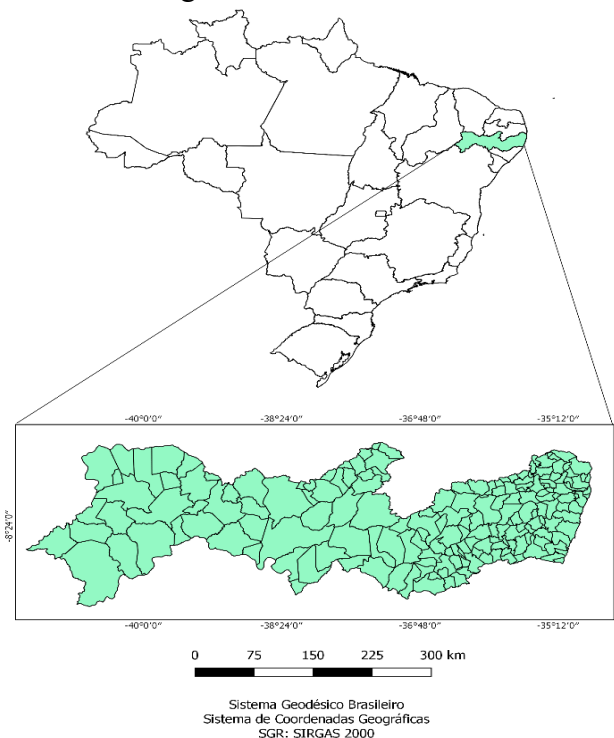 -40°0′0″ -38°24′0″ -36°48′0″ -35°12′0″
-8°24′0″
-40°0′0″ -38°24′0″ -36°48′0″ -35°12′0″
0 75 150 225 300 km
Sistema Geodésico Brasileiro
Sistema de Coordenadas Geográficas
SGR: SIRGAS 2000